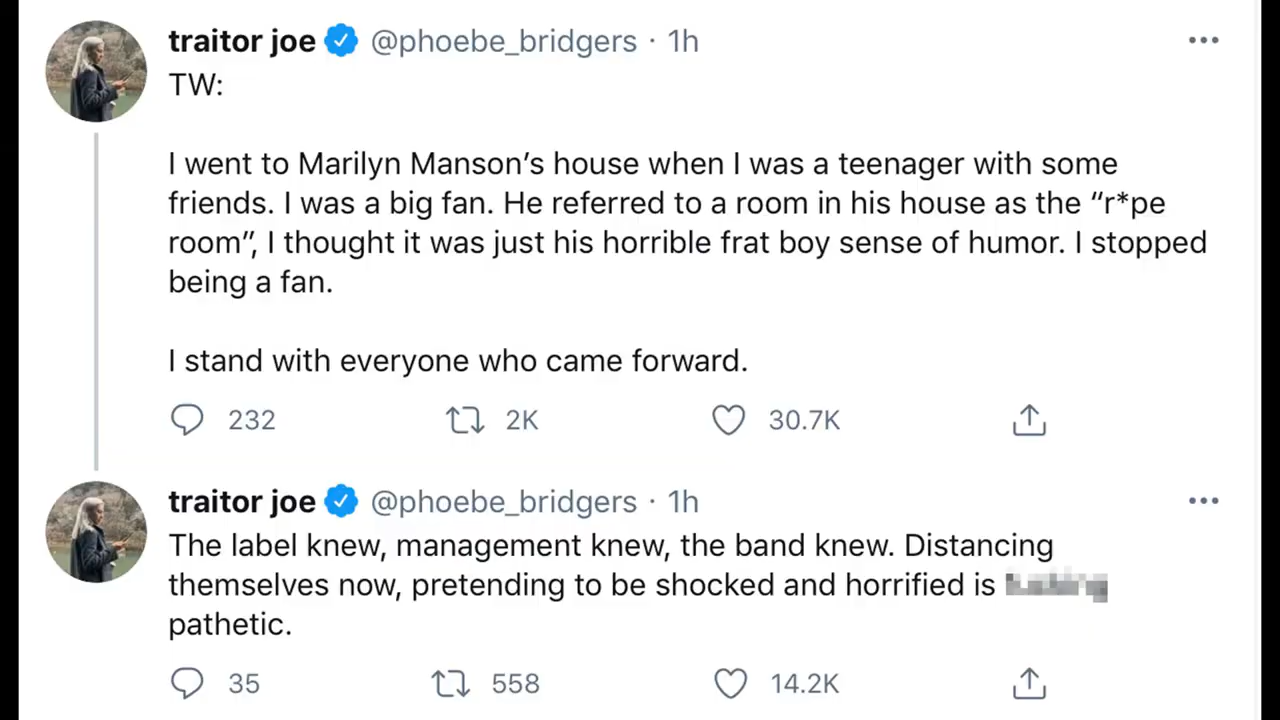 traitor joe @phoebe_bridgers · 1h
TW:
I went to Marilyn Manson’s house when I was a teenager with some
friends. I was a big fan. He referred to a room in his house as the “r*pe
room”, I thought it was just his horrible frat boy sense of humor. I stopped
being a fan.
I stand with everyone who came forward.
232 2K 30.7K
traitor joe @phoebe_bridgers · 1h
The label knew, management knew, the band knew. Distancing
themselves now, pretending to be shocked and horrified is
pathetic.
35 558 14.2K